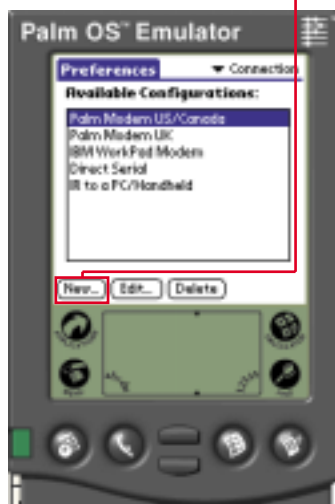 Palm OS™ Emulator
Preferences ▼ Connection
Available Configurations:
Palm Modem US/Canada
Palm Modem UK
IBM WorkPad Modem
Direct Serial
IR to a PC/Handheld
New... Edit... Delete